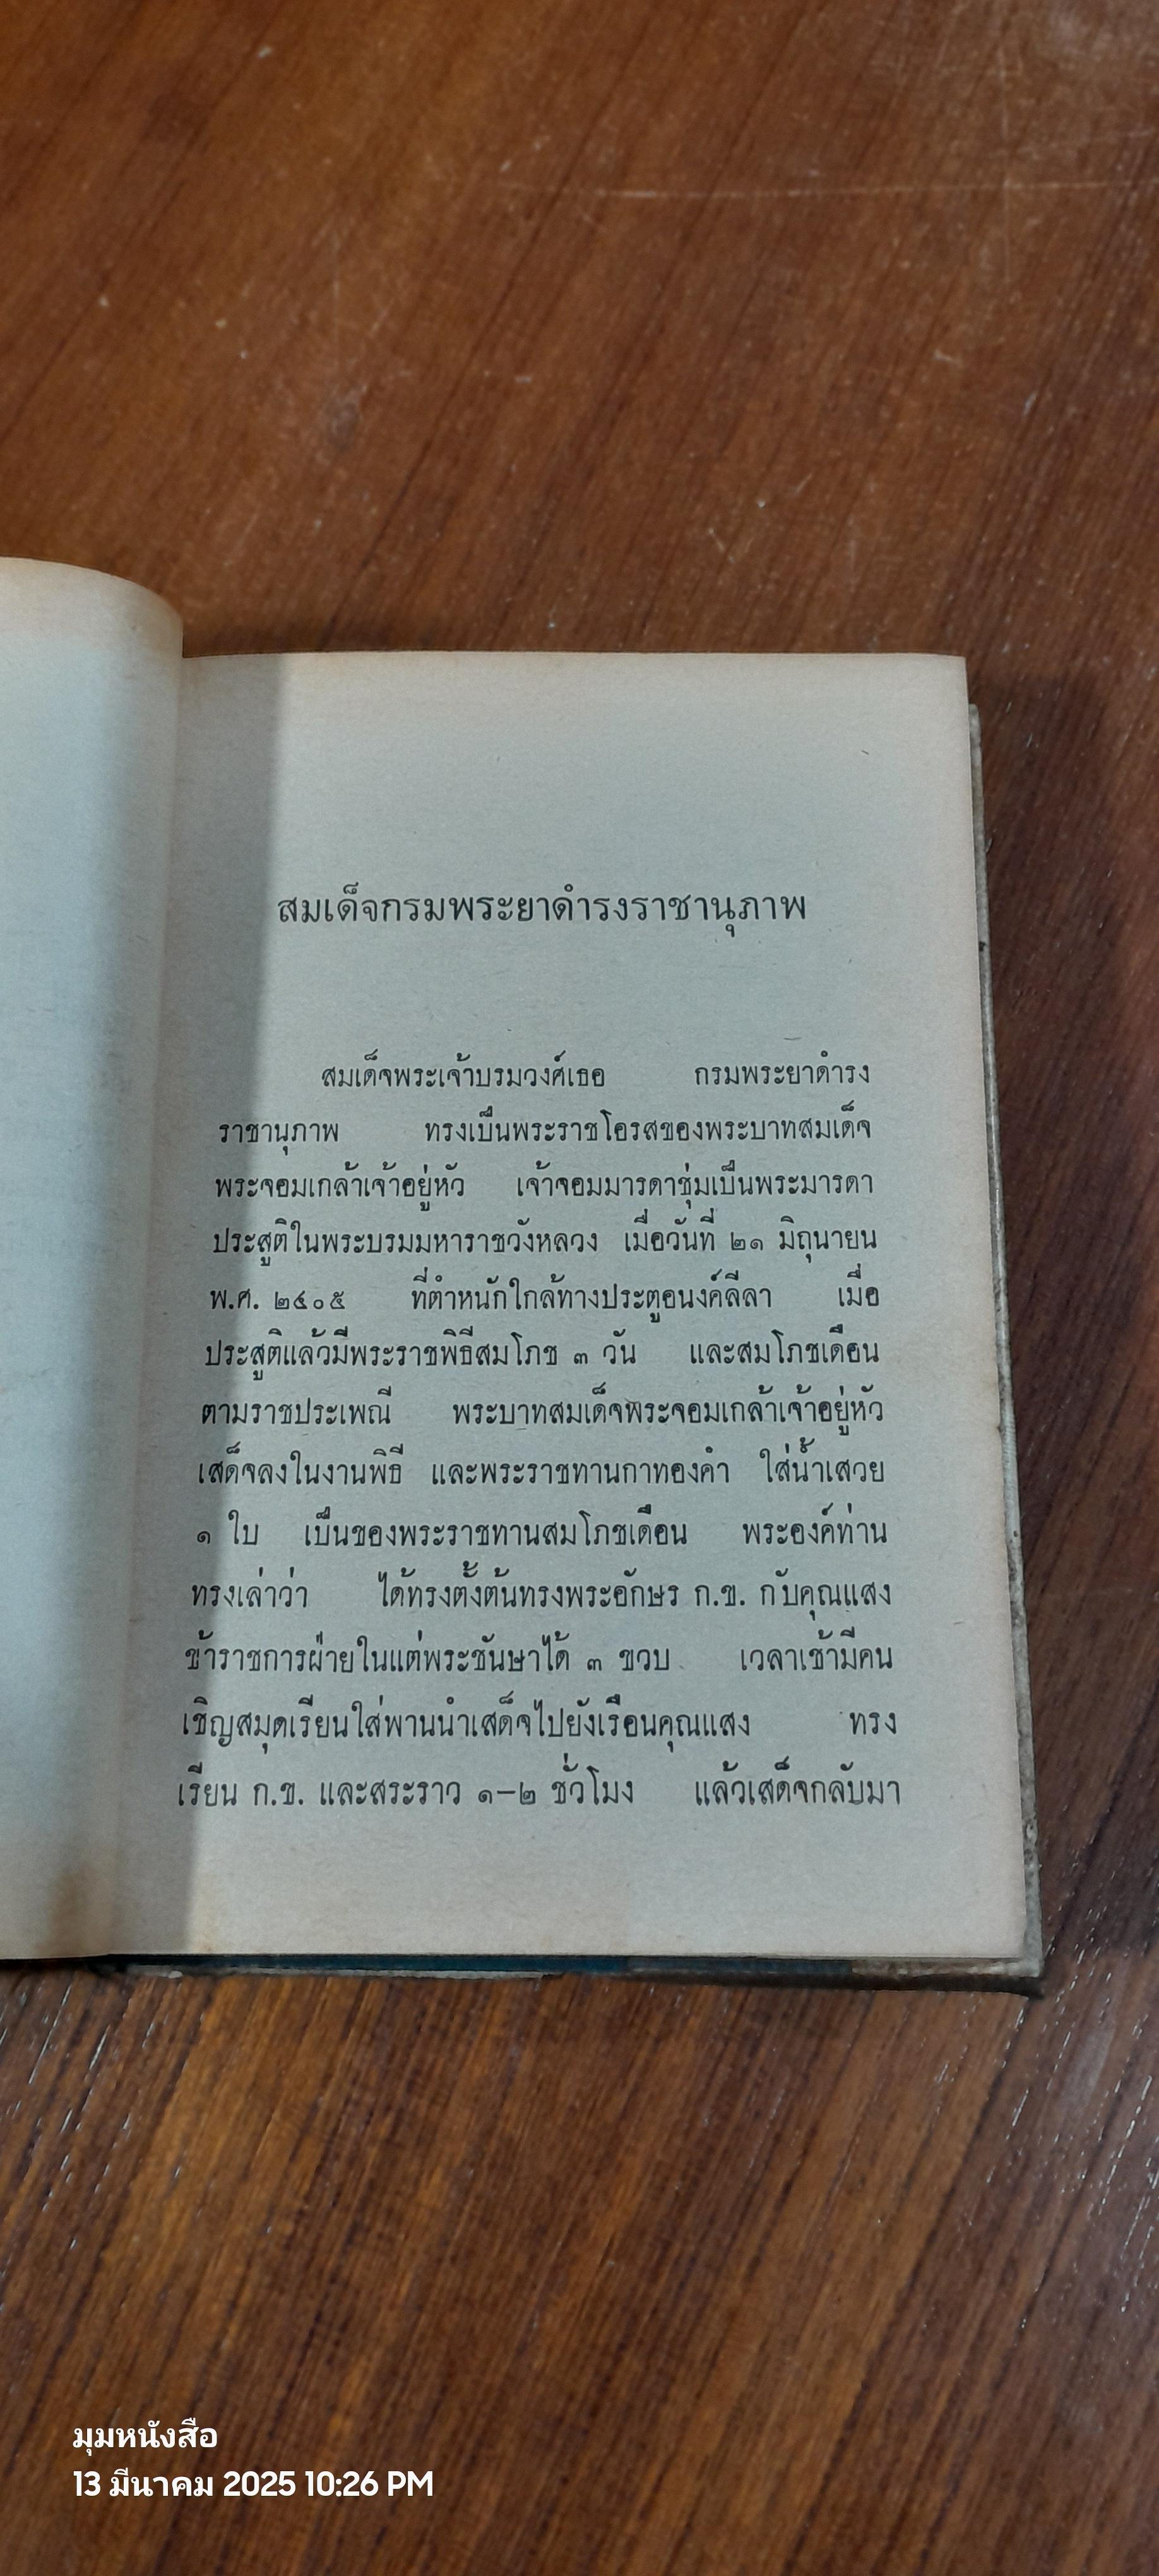 สมเด็จกรมพระยาดำรงราชานุภาพ
สมเด็จพระเจ้าบรมวงศ์เธอ กรมพระยาดำรง
ราชานุภาพ ทรงเป็นพระราชโอรสของพระบาทสมเด็จ
พระจอมเกล้าเจ้าอยู่หัว เจ้าจอมมารดาชุ่มเป็นพระมารดา
ประสูติในพระบรมมหาราชวังหลวง เมื่อวันที่ ๒๑ มิถุนายน
พ.ศ. ๒๔๐๕ ที่ตำหนักใกล้ทางประตูอนงค์ลีลา เมื่อ
ประสูติแล้วมีพระราชพิธีสมโภช ๓ วัน และสมโภชเดือน
ตามราชประเพณี พระบาทสมเด็จพระจอมเกล้าเจ้าอยู่หัว
เสด็จลงในงานพิธี และพระราชทานกาทองคำ ใส่น้ำเสวย
๑ ใบ เป็นของพระราชทานสมโภชเดือน พระองค์ท่าน
ทรงเล่าว่า ได้ทรงตั้งต้นทรงพระอักษร ก.ข. กับคุณแสง
ข้าราชการฝ่ายในแต่พระชันษาได้ ๓ ขวบ เวลาเช้ามีคน
เชิญสมุดเรียนใส่พานนำเสด็จไปยังเรือนคุณแสง ทรง
เรียน ก.ข. และสระราว ๑–๒ ชั่วโมง แล้วเสด็จกลับมา
มุมหนังสือ
13 มีนาคม 2025 10:26 PM